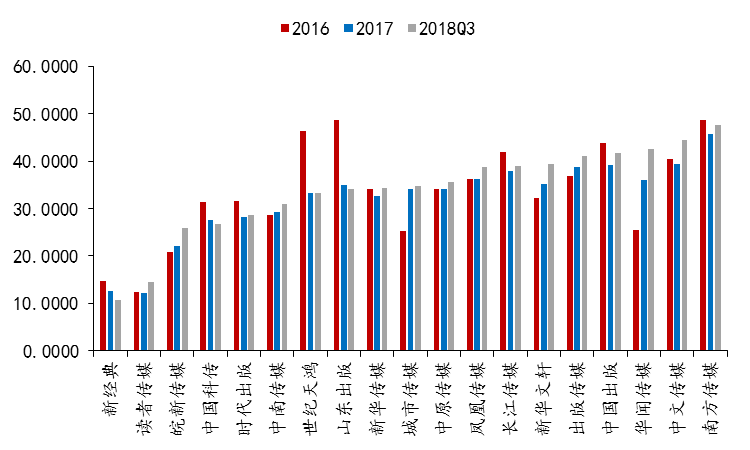 2016 2017 2018Q3
60.0000
50.0000
40.0000
30.0000
20.0000
10.0000
0.0000
新经典
读者传媒
皖新传媒
中国科传
时代出版
中南传媒
世纪天鸿
山东出版
新华传媒
城市传媒
中原传媒
凤凰传媒
长江传媒
新华文轩
出版传媒
中国出版
华闻传媒
中文传媒
南方传媒